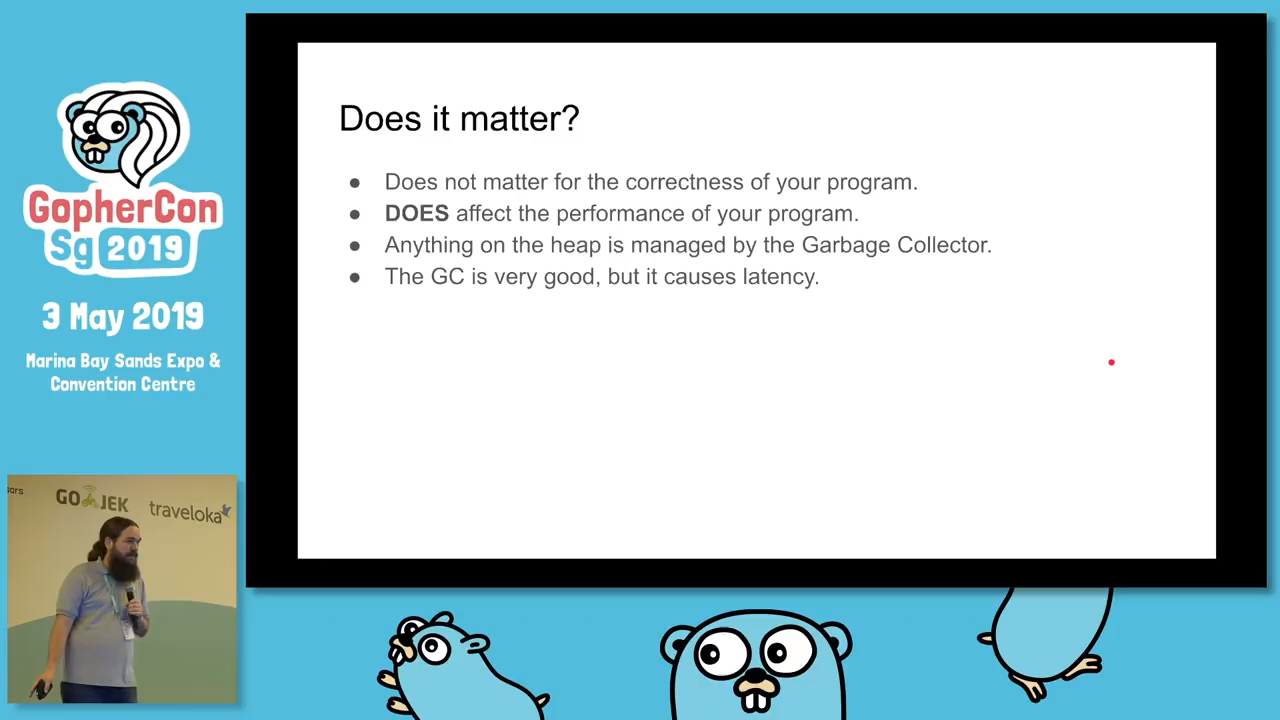 GopherCon
Sg 2019
3 May 2019
Marina Bay Sands Expo &
Convention Centre
Does it matter?
● Does not matter for the correctness of your program.
● DOES affect the performance of your program.
● Anything on the heap is managed by the Garbage Collector.
● The GC is very good, but it causes latency.
sors
GO JEK
traveloka